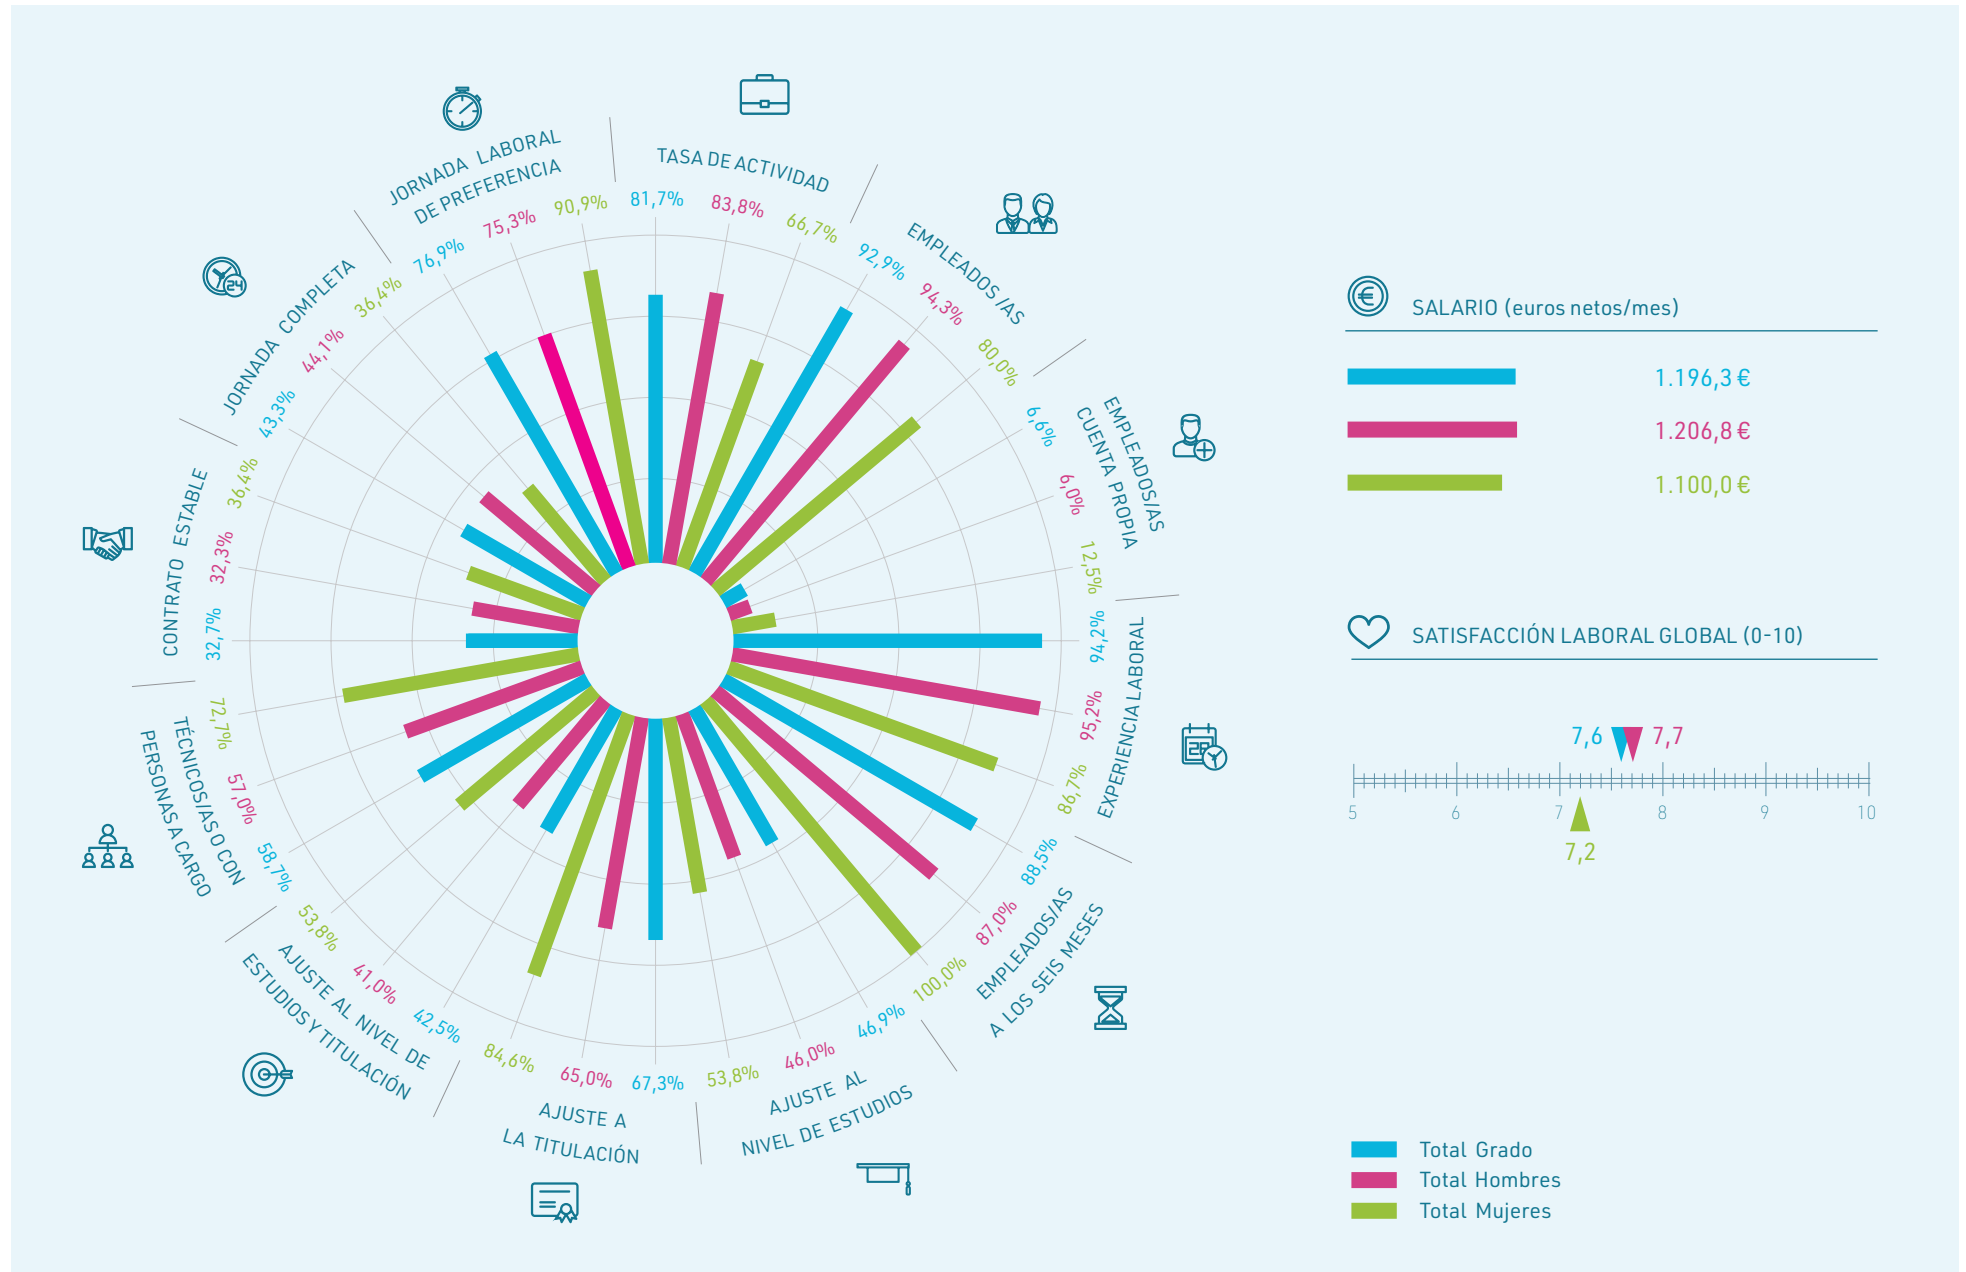 TASA DE ACTIVIDAD
81,7%
83,8%
66,7%
EMPLEADOS/AS
92,9%
94,3%
80,0%
EMPLEADOS/AS
CUENTA PROPIA
6,6%
6,0%
12,5%
EXPERIENCIA LABORAL
94,2%
95,2%
86,7%
EMPLEADOS/AS
A LOS SEIS MESES
88,5%
87,0%
100,0%
AJUSTE AL
NIVEL DE ESTUDIOS
46,9%
46,0%
53,8%
AJUSTE A
LA TITULACIÓN
67,3%
65,0%
84,6%
AJUSTE AL NIVEL DE
ESTUDIOS Y TITULACIÓN
42,5%
41,0%
53,8%
TÉCNICOS/AS O CON
PERSONAS A CARGO
58,7%
57,0%
72,7%
CONTRATO ESTABLE
32,7%
32,3%
36,4%
JORNADA COMPLETA
43,3%
44,1%
36,4%
24
JORNADA LABORAL
DE PREFERENCIA
76,9%
75,3%
90,9%
€ SALARIO (euros netos/mes)
1.196,3 €
1.206,8 €
1.100,0 €
SATISFACCIÓN LABORAL GLOBAL (0-10)
7,6 7,7
5 6 7 8 9 10
7,2
Total Grado
Total Hombres
Total Mujeres